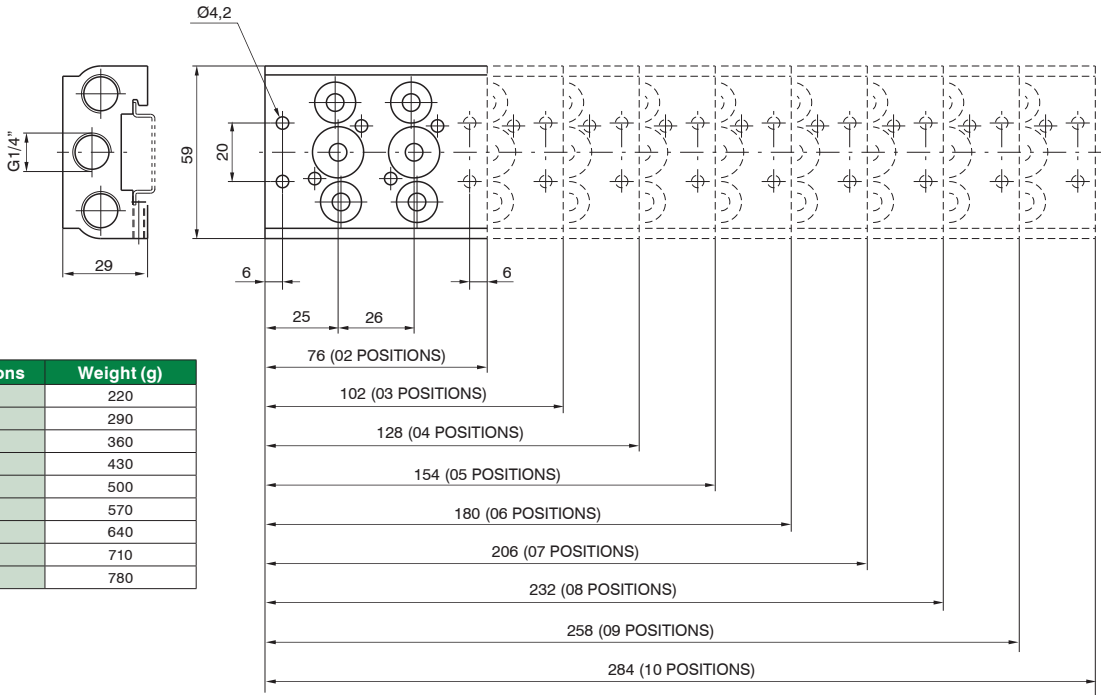 Ø4,2
G1/4”
59
20
29
6
6
25
26
76 (02 POSITIONS)
102 (03 POSITIONS)
128 (04 POSITIONS)
154 (05 POSITIONS)
180 (06 POSITIONS)
206 (07 POSITIONS)
232 (08 POSITIONS)
258 (09 POSITIONS)
284 (10 POSITIONS)
ons Weight (g)
220
290
360
430
500
570
640
710
780